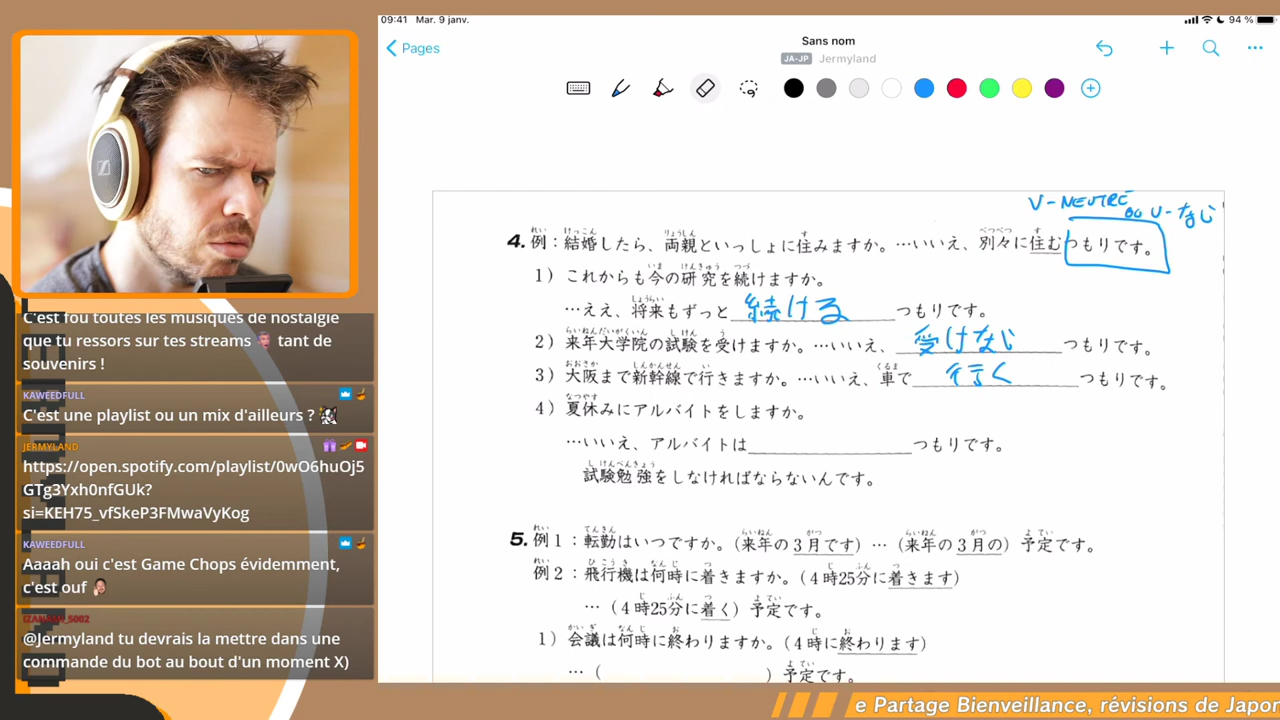 09:41 Mar. 9 janv.
94 %
Pages
Sans nom
JA-JP Jermyland
V-NEUTRE
ou V-ない
4. 例：結婚したら、両親といっしょに住みますか。…いいえ、別々に住むつもりです。
1）これからも今の研究を続けますか。
…ええ、将来もずっと 続ける つもりです。
2）来年大学院の試験を受けますか。…いいえ、 受けない つもりです。
3）大阪まで新幹線で行きますか。…いいえ、車で 行く つもりです。
4）夏休みにアルバイトをしますか。
…いいえ、アルバイトは つもりです。
試験勉強をしなければならないんです。
5. 例1：転勤はいつですか。（来年の3月です） … （来年の3月の）予定です。
例2：飛行機は何時に着きますか。（4時25分に着きます）
… （4時25分に着く）予定です。
1）会議は何時に終わりますか。（4時に終わります）
… （ ）予定です。
C'est fou toutes les musiques de nostalgie
que tu ressors sur tes streams tant de
souvenirs !
KAWEEDFULL
C'est une playlist ou un mix d'ailleurs ?
JERMYLAND
https://open.spotify.com/playlist/0wO6huOj5
GTg3Yxh0nfGUk?
si=KEH75_vfSkeP3FMwaVyKog
KAWEEDFULL
Aaaah oui c'est Game Chops évidemment,
c'est ouf
@Jermyland tu devrais la mettre dans une
commande du bot au bout d'un moment X)
e Partage Bienveillance, révisions de Japon